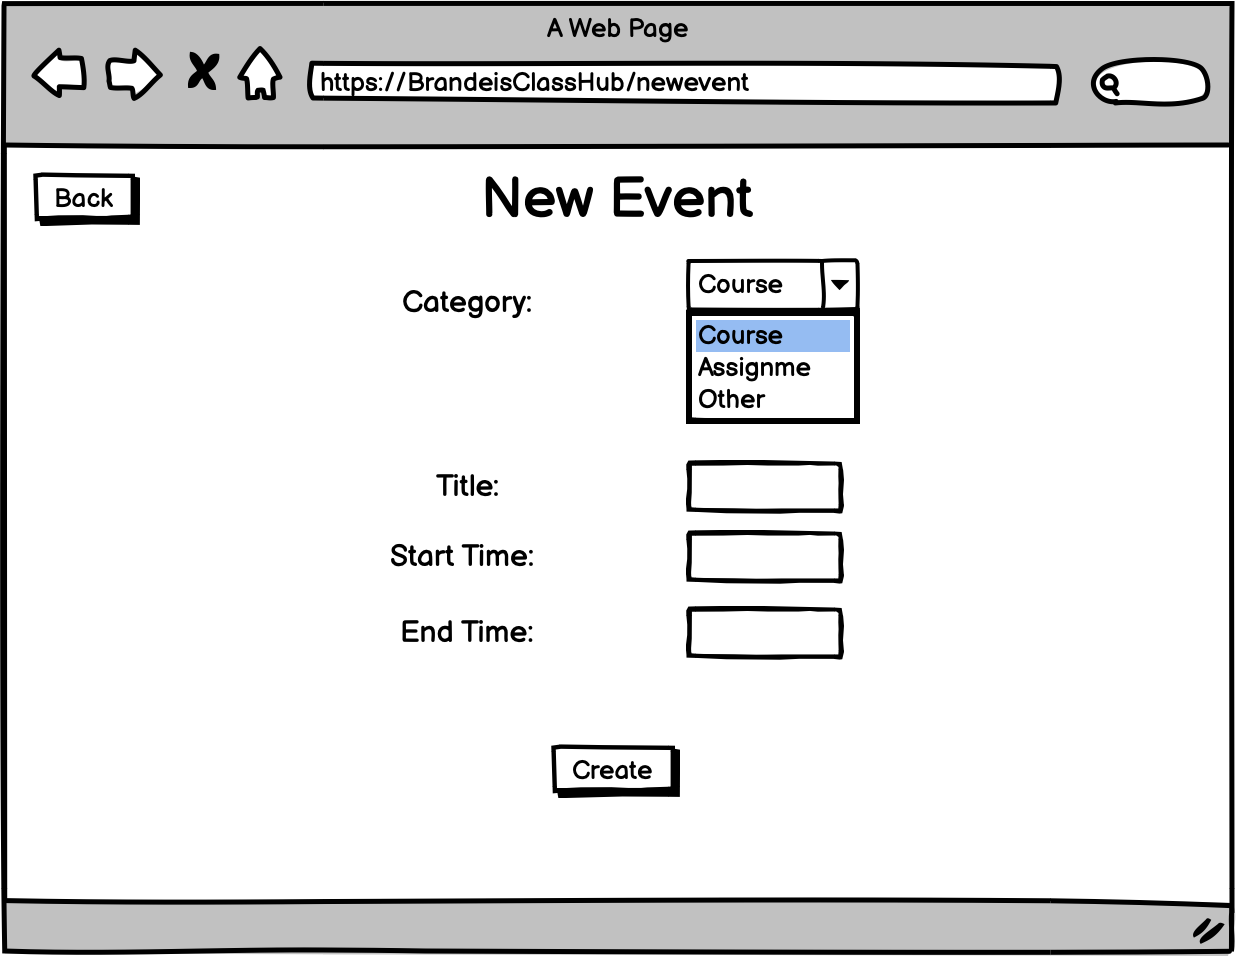 A Web Page
https://BrandeisClassHub/newevent
Back
New Event
Category:
Course
Course
Assignme
Other
Title:
Start Time:
End Time:
Create